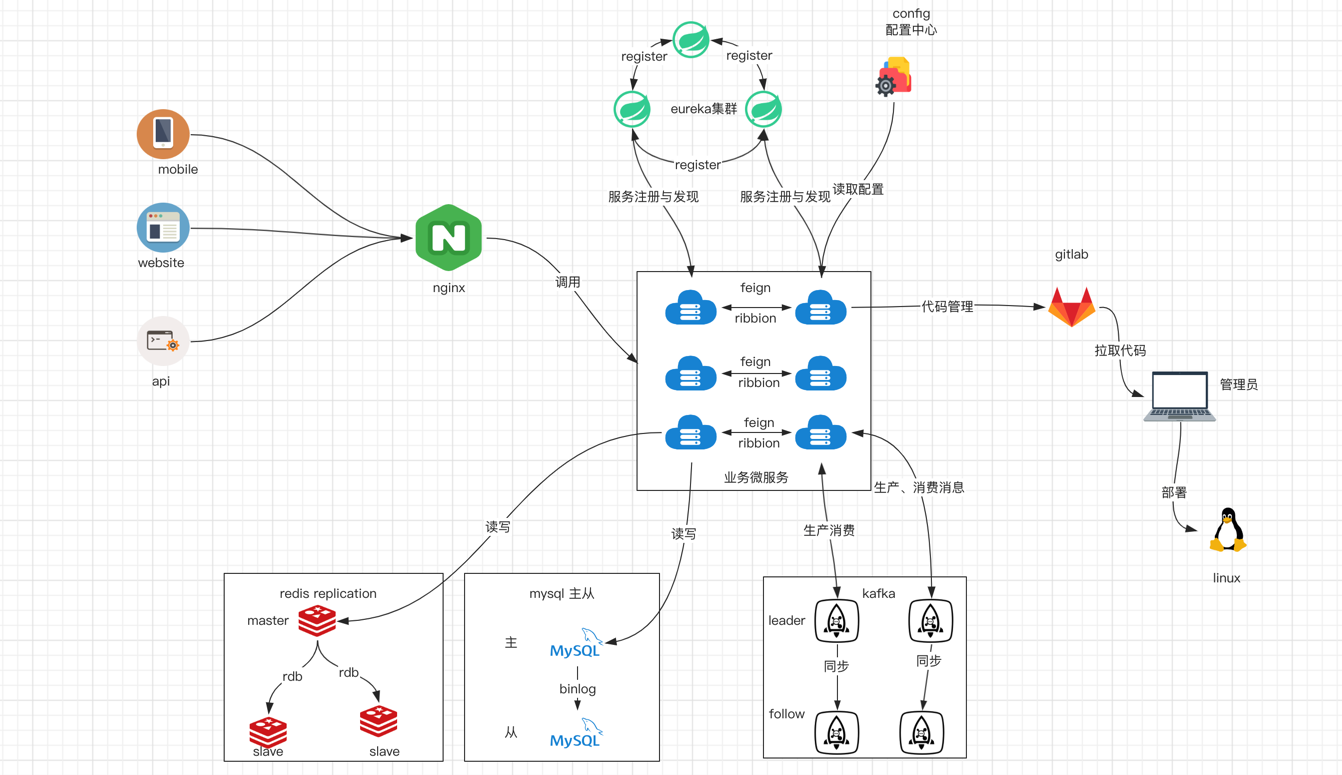 config
配置中心
register
register
eureka集群
mobile
register
服务注册与发现
服务注册与发现
读取配置
website
gitlab
N
nginx
调用
feign
ribbion
代码管理
拉取代码
feign
ribbion
管理员
api
feign
ribbion
业务微服务
生产、消费消息
部署
读写
读写
生产消费
linux
redis replication
mysql 主从
kafka
master
leader
主
MySQL
同步
同步
rdb
rdb
binlog
follow
从
MySQL
slave
slave